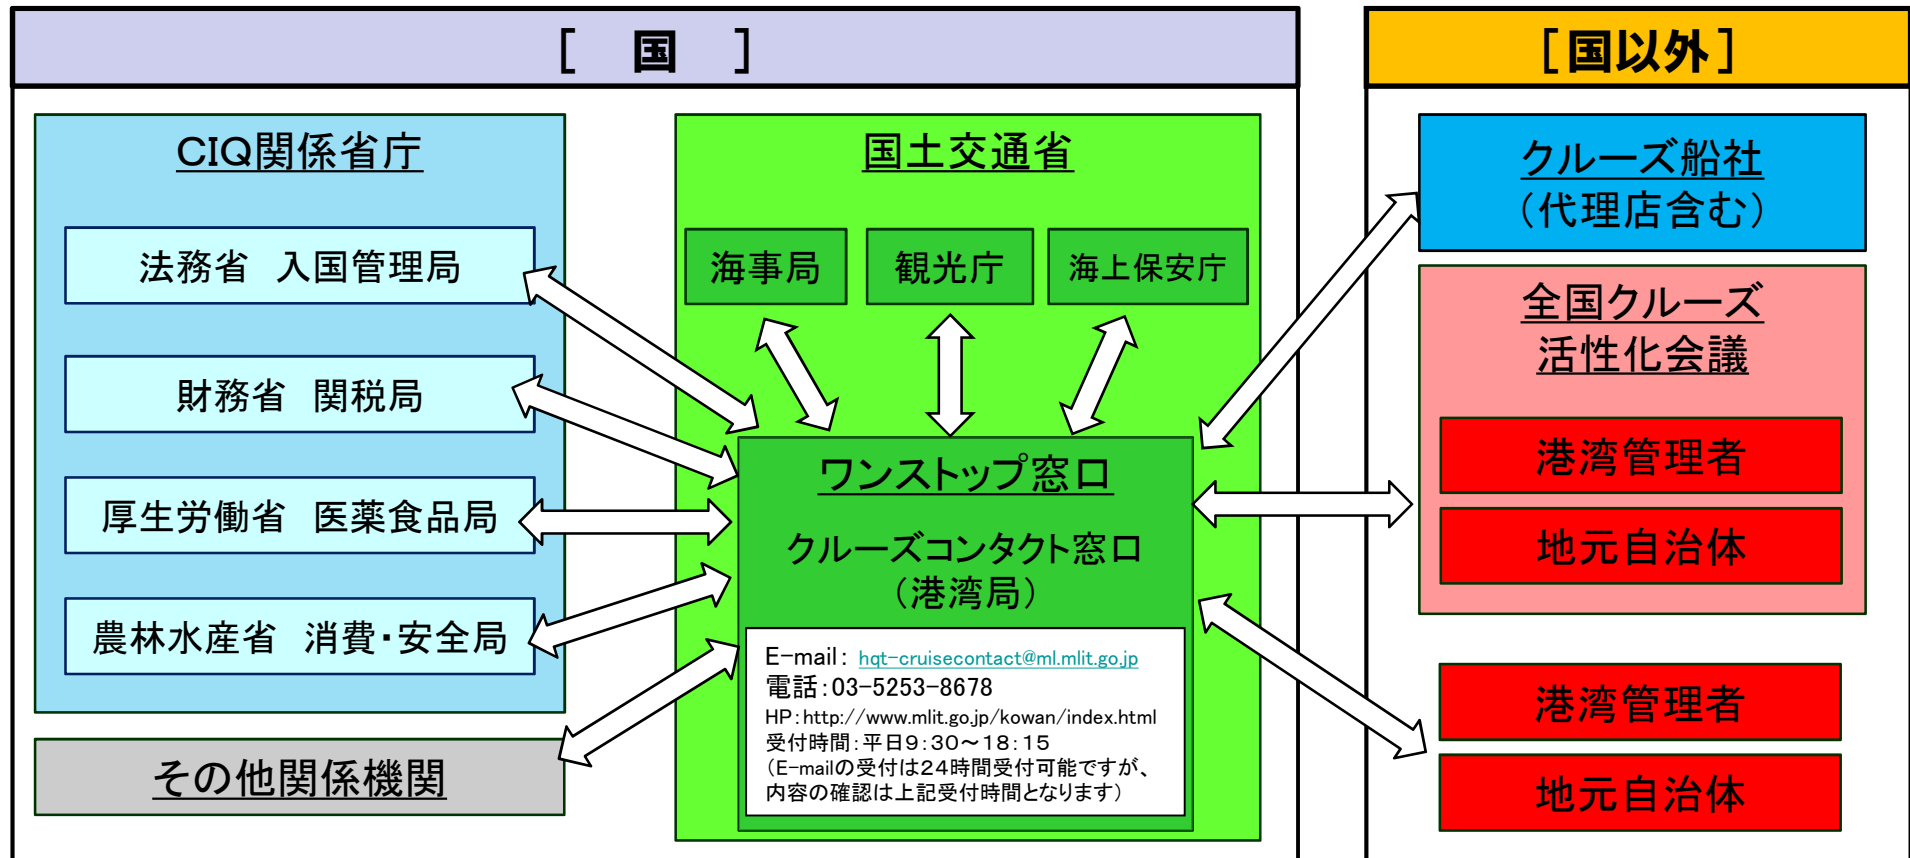 [　国　]
CIQ関係省庁
法務省　入国管理局
財務省　関税局
厚生労働省　医薬食品局
農林水産省　消費・安全局
その他関係機関
国土交通省
海事局
観光庁
海上保安庁
ワンストップ窓口
クルーズコンタクト窓口
（港湾局）
E-mail： hqt-cruisecontact@ml.mlit.go.jp
電話：03-5253-8678
HP：http://www.mlit.go.jp/kowan/index.html
受付時間：平日９：３０～１８：１５
（E-mailの受付は２４時間受付可能ですが、
内容の確認は上記受付時間となります）
[国以外]
クルーズ船社
（代理店含む）
全国クルーズ
活性化会議
港湾管理者
地元自治体
港湾管理者
地元自治体